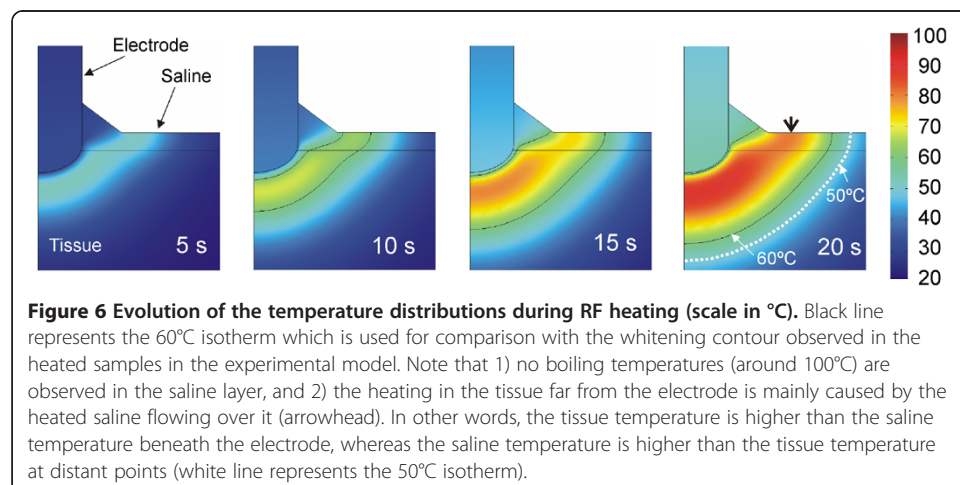 Electrode
Saline
Tissue
5 s
10 s
15 s
20 s
50ºC
60ºC
100
90
80
70
60
50
40
30
20
Figure 6 Evolution of the temperature distributions during RF heating (scale in °C). Black line
represents the 60°C isotherm which is used for comparison with the whitening contour observed in the
heated samples in the experimental model. Note that 1) no boiling temperatures (around 100°C) are
observed in the saline layer, and 2) the heating in the tissue far from the electrode is mainly caused by the
heated saline flowing over it (arrowhead). In other words, the tissue temperature is higher than the saline
temperature beneath the electrode, whereas the saline temperature is higher than the tissue temperature
at distant points (white line represents the 50°C isotherm).